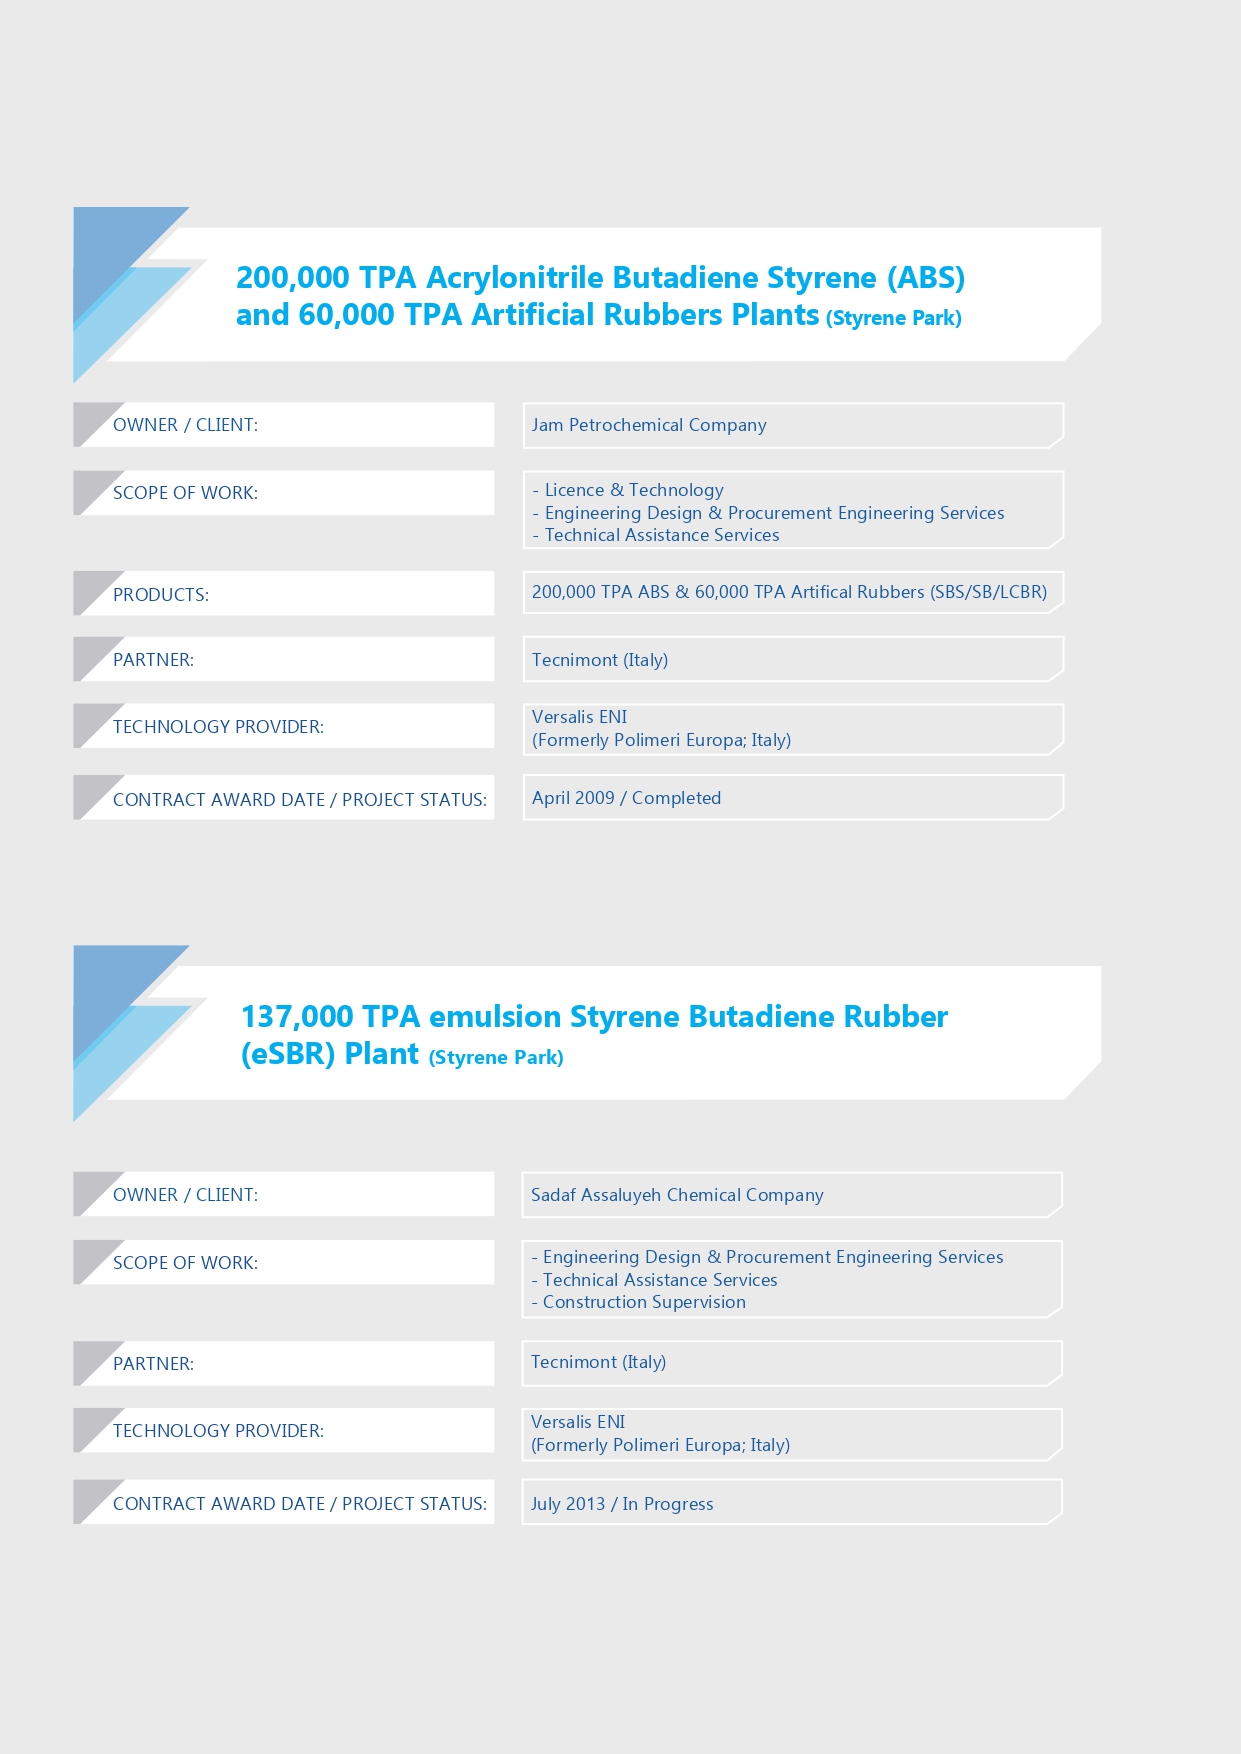 200,000 TPA Acrylonitrile Butadiene Styrene (ABS)
and 60,000 TPA Artificial Rubbers Plants (Styrene Park)
OWNER / CLIENT:
Jam Petrochemical Company
SCOPE OF WORK:
- Licence & Technology
- Engineering Design & Procurement Engineering Services
- Technical Assistance Services
PRODUCTS:
200,000 TPA ABS & 60,000 TPA Artifical Rubbers (SBS/SB/LCBR)
PARTNER:
Tecnimont (Italy)
TECHNOLOGY PROVIDER:
Versalis ENI
(Formerly Polimeri Europa; Italy)
CONTRACT AWARD DATE / PROJECT STATUS:
April 2009 / Completed
137,000 TPA emulsion Styrene Butadiene Rubber
(eSBR) Plant (Styrene Park)
OWNER / CLIENT:
Sadaf Assaluyeh Chemical Company
SCOPE OF WORK:
- Engineering Design & Procurement Engineering Services
- Technical Assistance Services
- Construction Supervision
PARTNER:
Tecnimont (Italy)
TECHNOLOGY PROVIDER:
Versalis ENI
(Formerly Polimeri Europa; Italy)
CONTRACT AWARD DATE / PROJECT STATUS:
July 2013 / In Progress